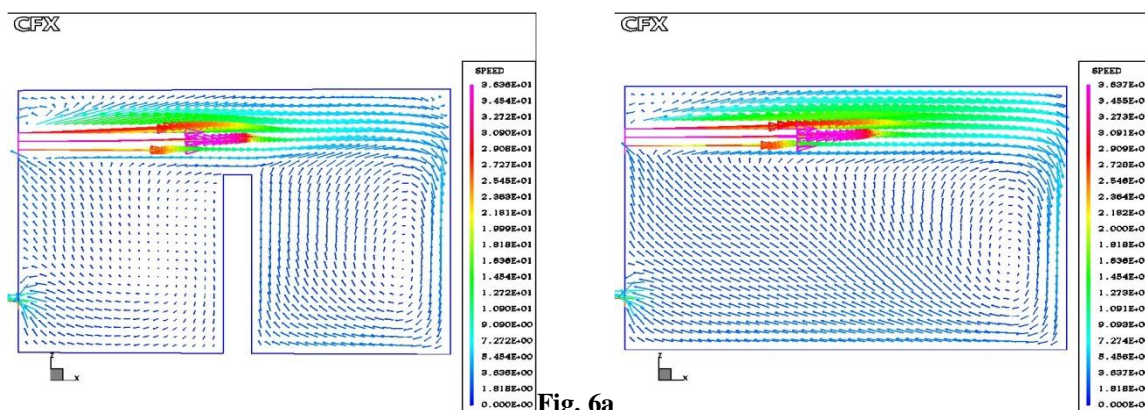 CFX
SPEED
3.636E+01
3.454E+01
3.272E+01
3.090E+01
2.908E+01
2.727E+01
2.545E+01
2.363E+01
2.181E+01
1.999E+01
1.818E+01
1.636E+01
1.454E+01
1.272E+01
1.090E+01
9.090E+00
7.272E+00
5.454E+00
3.636E+00
1.818E+00
0.000E+00
Z
X
CFX
SPEED
3.637E+0
3.455E+0
3.273E+0
3.091E+0
2.909E+0
2.728E+0
2.546E+0
2.364E+0
2.182E+0
2.000E+0
1.818E+0
1.636E+0
1.454E+0
1.273E+0
1.091E+0
9.093E+0
7.274E+0
5.456E+0
3.637E+0
1.818E+0
0.000E+0
Z
X
Fig. 6a